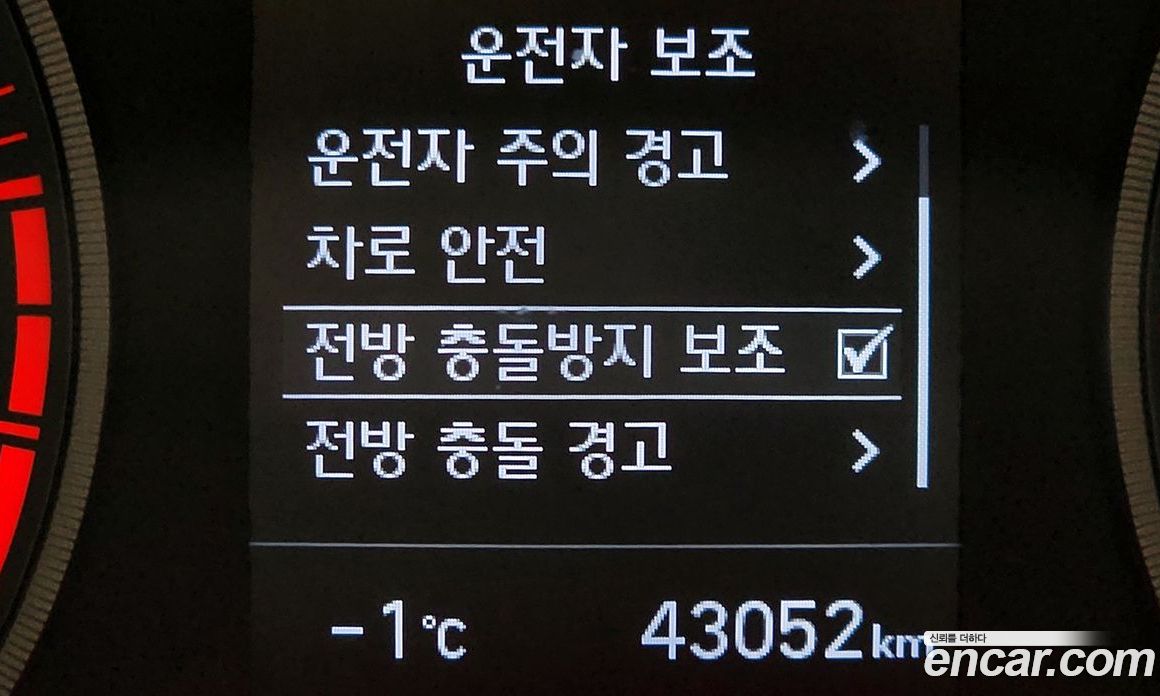 운전자 보조
운전자 주의 경고
차로 안전
전방 충돌방지 보조
전방 충돌 경고
-1℃ 43052km
신뢰를 더하다
encar.com